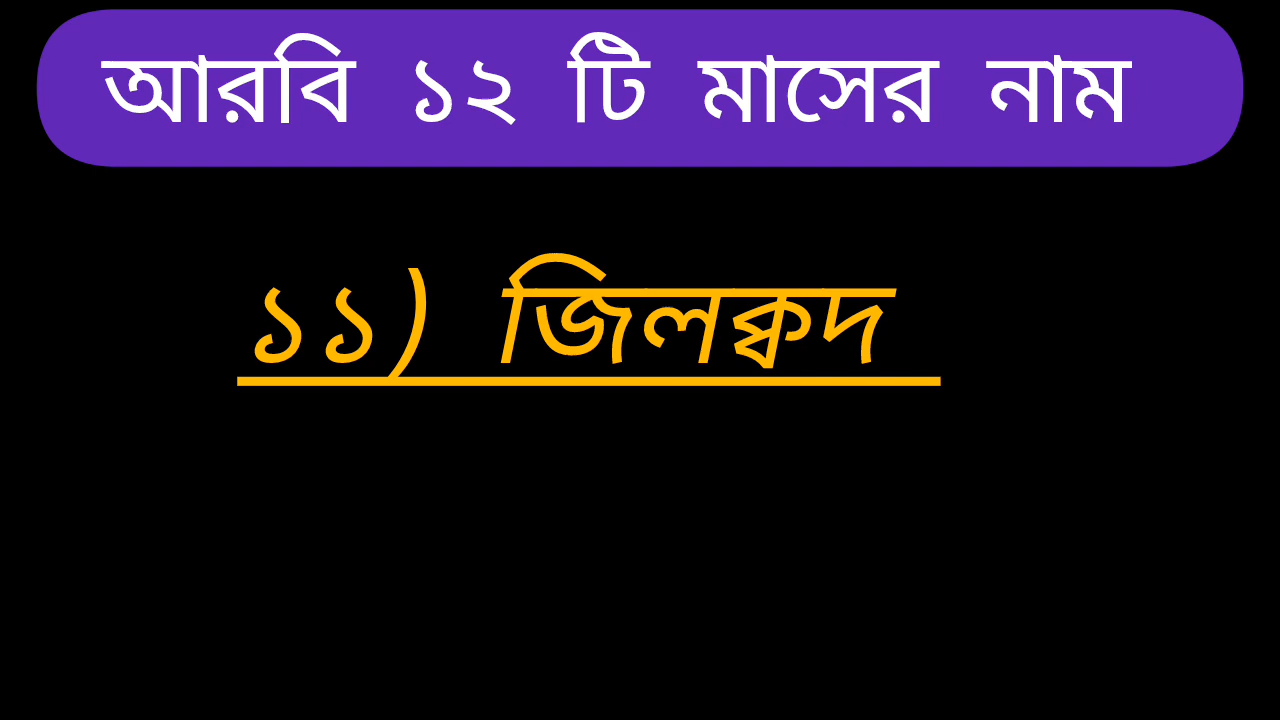 আরবি ১২ টি মাসের নাম
১১) জিলক্বদ